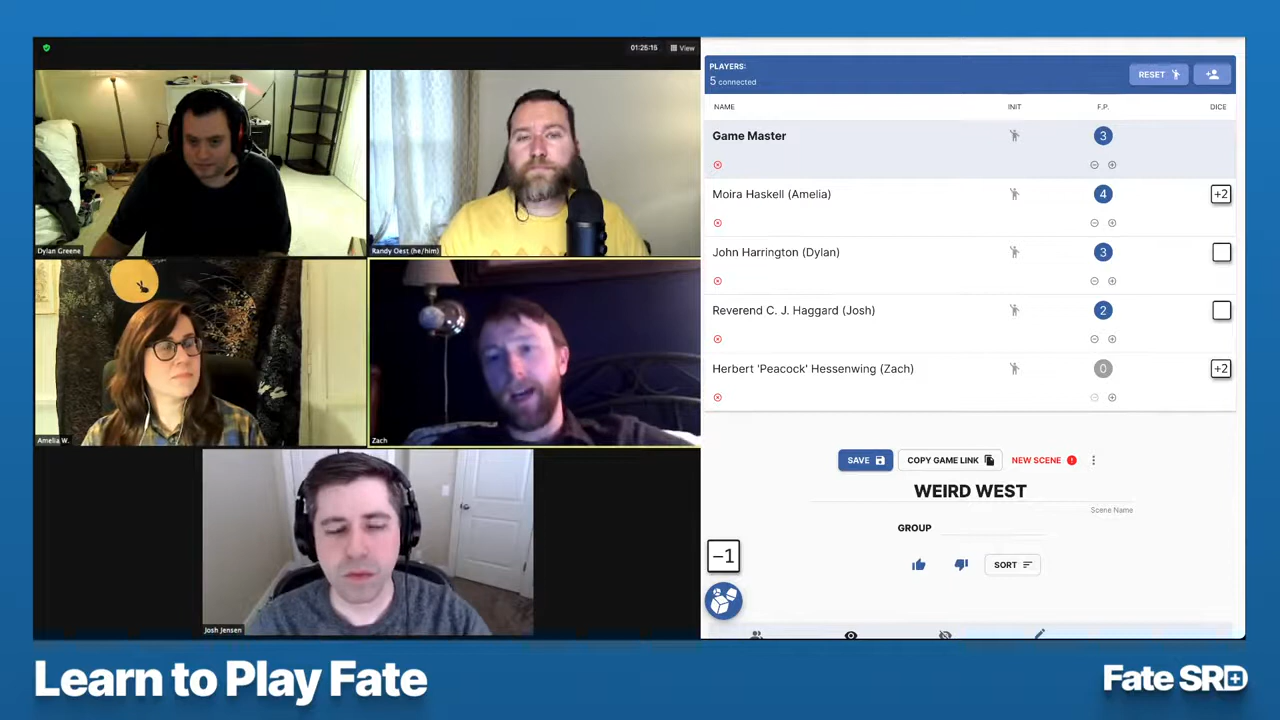 01:25:15
View
Dylan Greene
Randy Oest (he/him)
Amelia W.
Zach
Josh Jensen
PLAYERS:
5 connected
RESET
NAME
INIT
F.P.
DICE
Game Master
3
Moira Haskell (Amelia)
4
+2
John Harrington (Dylan)
3
Reverend C. J. Haggard (Josh)
2
Herbert 'Peacock' Hessenwing (Zach)
0
+2
SAVE
COPY GAME LINK
NEW SCENE
WEIRD WEST
Scene Name
GROUP
−1
SORT
Learn to Play Fate
Fate SRD